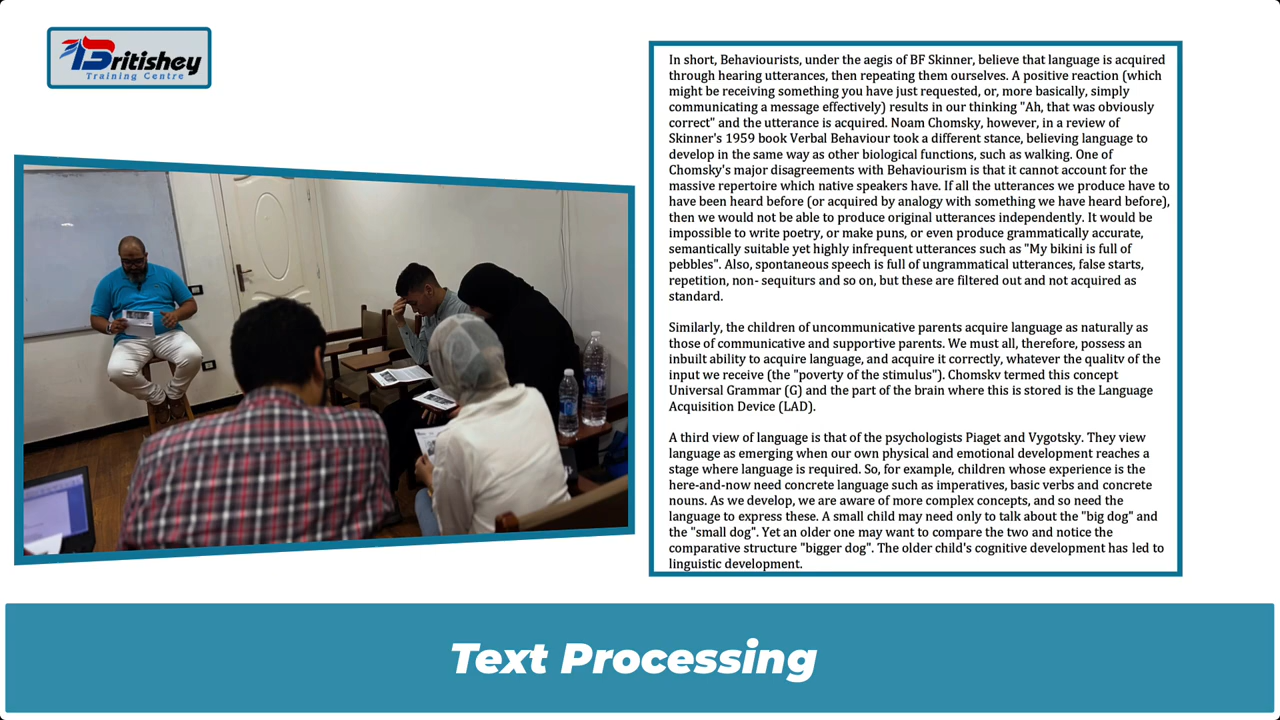 Britishey
Training Centre
In short, Behaviourists, under the aegis of BF Skinner, believe that language is acquired
through hearing utterances, then repeating them ourselves. A positive reaction (which
might be receiving something you have just requested, or, more basically, simply
communicating a message effectively) results in our thinking "Ah, that was obviously
correct" and the utterance is acquired. Noam Chomsky, however, in a review of
Skinner's 1959 book Verbal Behaviour took a different stance, believing language to
develop in the same way as other biological functions, such as walking. One of
Chomsky's major disagreements with Behaviourism is that it cannot account for the
massive repertoire which native speakers have. If all the utterances we produce have to
have been heard before (or acquired by analogy with something we have heard before),
then we would not be able to produce original utterances independently. It would be
impossible to write poetry, or make puns, or even produce grammatically accurate,
semantically suitable yet highly infrequent utterances such as "My bikini is full of
pebbles". Also, spontaneous speech is full of ungrammatical utterances, false starts,
repetition, non- sequiturs and so on, but these are filtered out and not acquired as
standard.
Similarly, the children of uncommunicative parents acquire language as naturally as
those of communicative and supportive parents. We must all, therefore, possess an
inbuilt ability to acquire language, and acquire it correctly, whatever the qualitv of the
input we receive (the "poverty of the stimulus"). Chomskv termed this concept
Universal Grammar (G) and the part of the brain where this is stored is the Language
Acquisition Device (LAD).
A third view of language is that of the psychologists Piaget and Vygotsky. They view
language as emerging when our own physical and emotional development reaches a
stage where language is required. So, for example, children whose experience is the
here-and-now need concrete language such as imperatives, basic verbs and concrete
nouns. As we develop, we are aware of more complex concepts, and so need the
language to express these. A small child may need only to talk about the "big dog" and
the "small dog". Yet an older one may want to compare the two and notice the
comparative structure "bigger dog". The older child's cognitive development has led to
linguistic development.
Text Processing